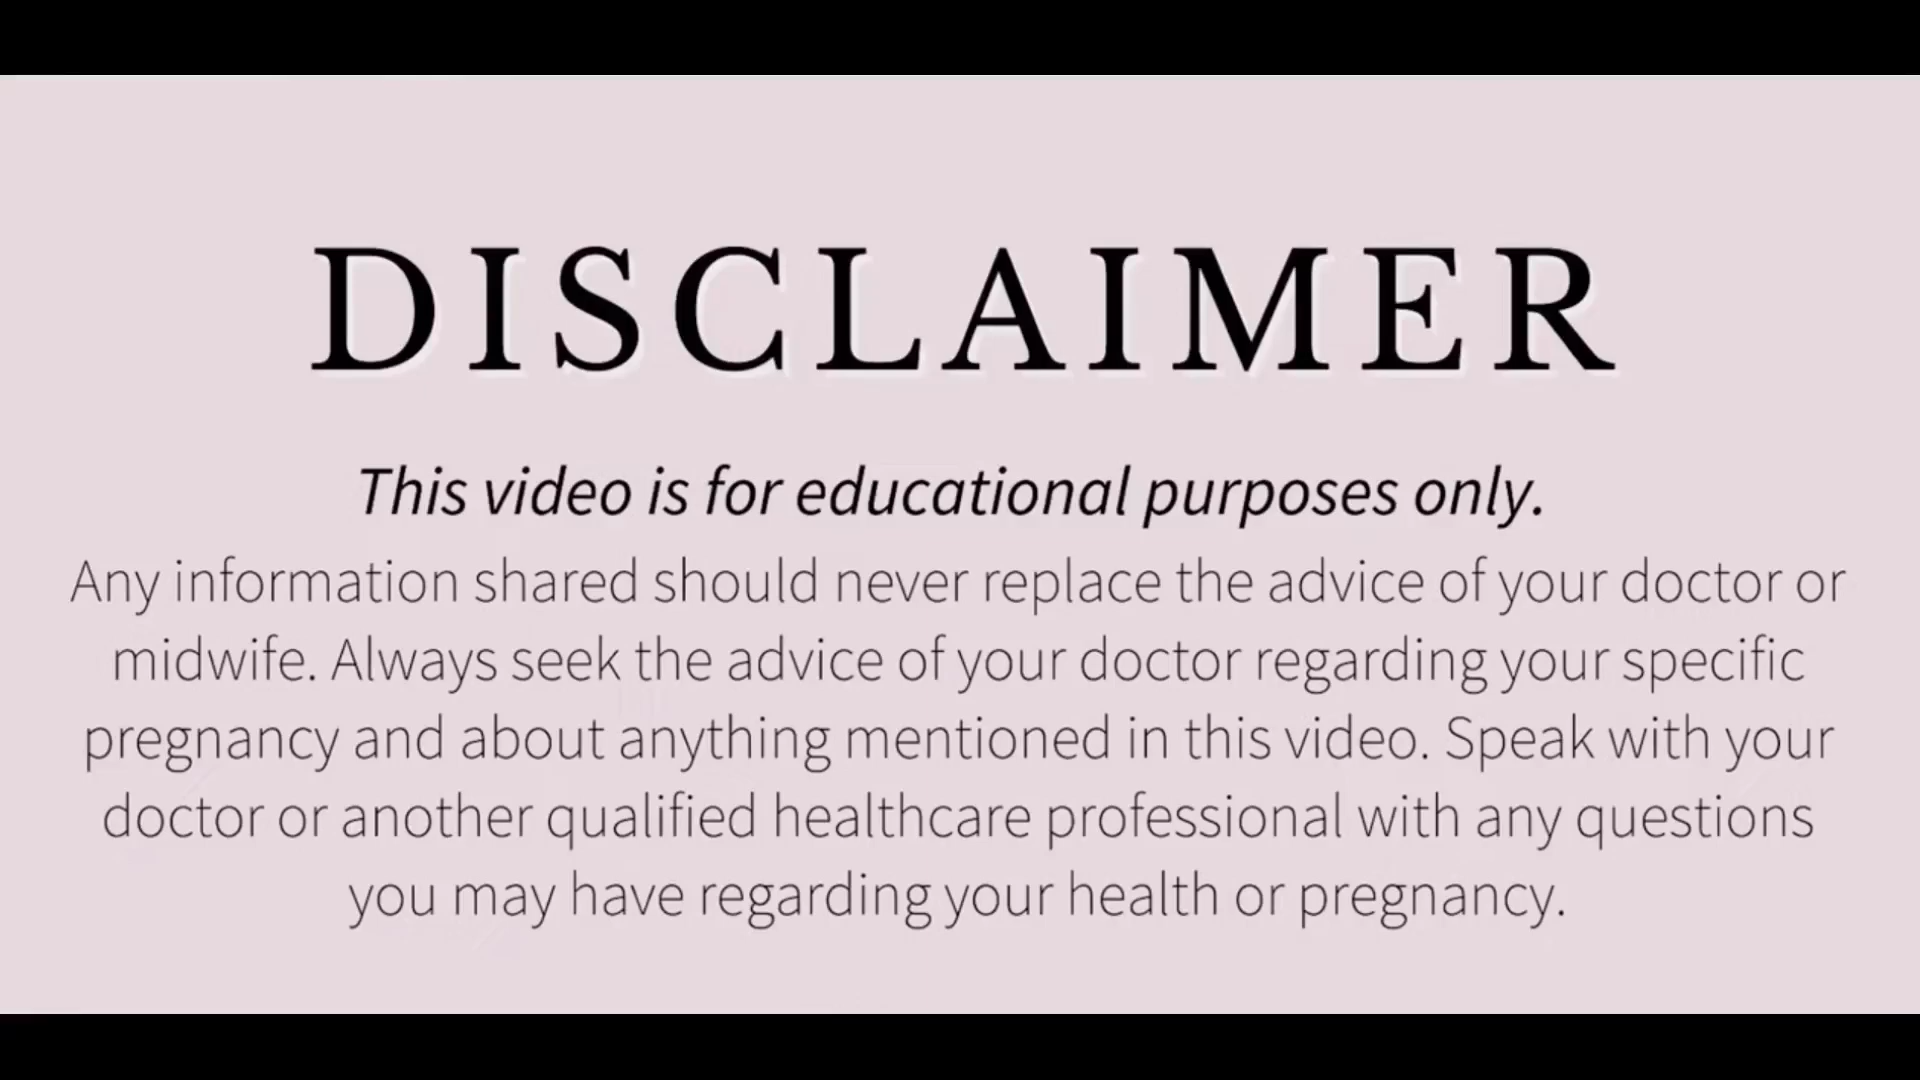 DISCLAIMER
This video is for educational purposes only.
Any information shared should never replace the advice of your doctor or
midwife. Always seek the advice of your doctor regarding your specific
pregnancy and about anything mentioned in this video. Speak with your
doctor or another qualified healthcare professional with any questions
you may have regarding your health or pregnancy.